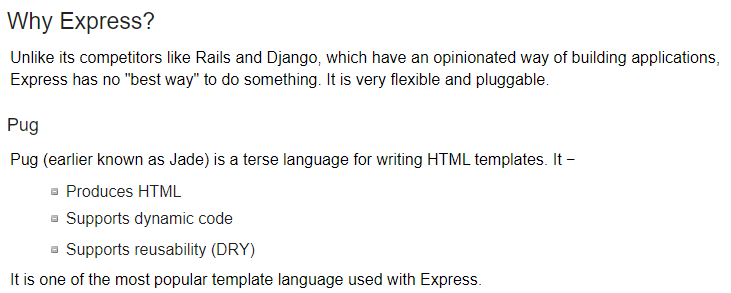 Why Express?
Unlike its competitors like Rails and Django, which have an opinionated way of building applications,
Express has no "best way" to do something. It is very flexible and pluggable.
Pug
Pug (earlier known as Jade) is a terse language for writing HTML templates. It −
Produces HTML
Supports dynamic code
Supports reusability (DRY)
It is one of the most popular template language used with Express.